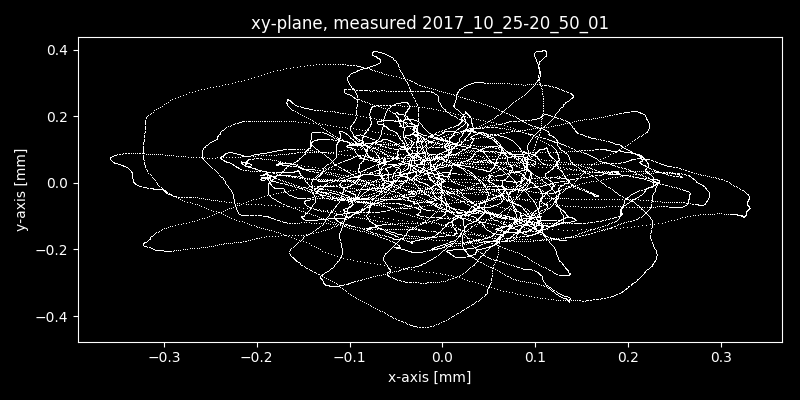 xy-plane, measured 2017_10_25-20_50_01
0.4
0.2
0.0
−0.2
−0.4
y-axis [mm]
−0.3 −0.2 −0.1 0.0 0.1 0.2 0.3
x-axis [mm]